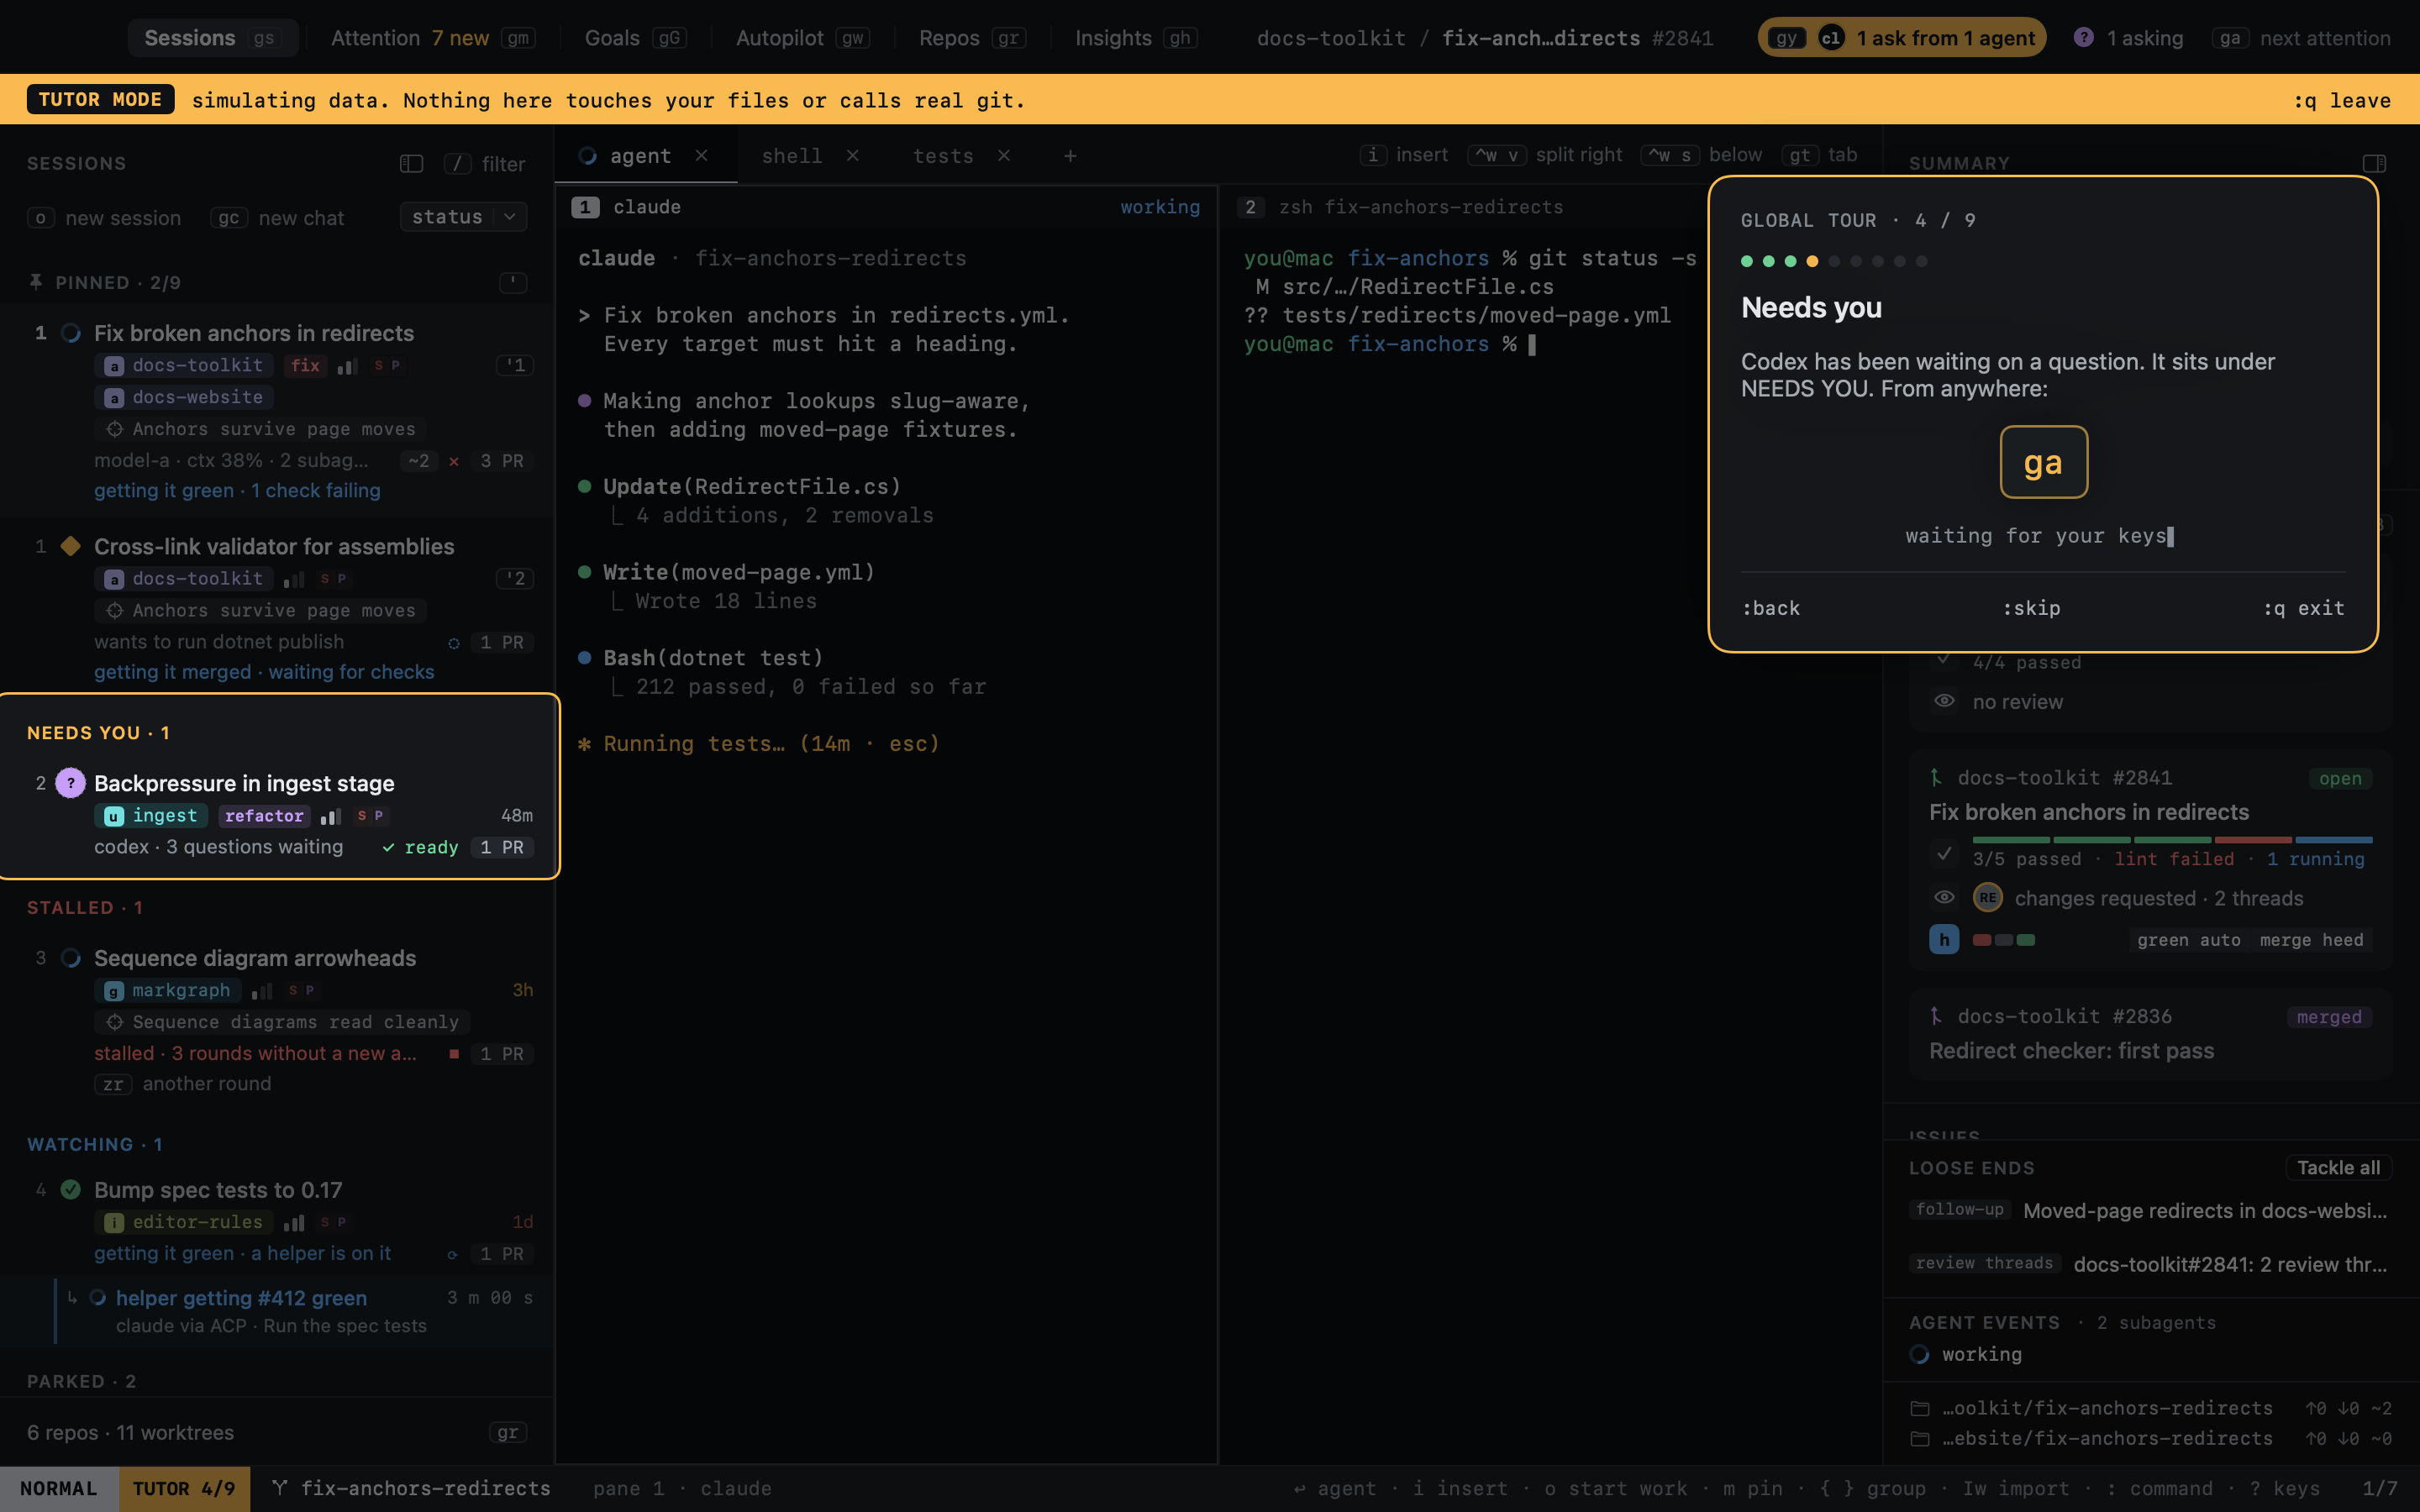 Sessions gs Attention 7 new gm Goals gG Autopilot gw Repos gr Insights gh docs-toolkit / fix-anch…directs #2841 gy cl 1 ask from 1 agent ? 1 asking ga next attention
TUTOR MODE simulating data. Nothing here touches your files or calls real git. :q leave
SESSIONS / filter
o new session gc new chat status
PINNED · 2/9 '
1 Fix broken anchors in redirects
a docs-toolkit fix S P '1
a docs-website
Anchors survive page moves
model-a · ctx 38% · 2 subag… ~2 × 3 PR
getting it green · 1 check failing
1 Cross-link validator for assemblies
a docs-toolkit S P '2
Anchors survive page moves
wants to run dotnet publish 1 PR
getting it merged · waiting for checks
NEEDS YOU · 1
2 ? Backpressure in ingest stage
u ingest refactor S P 48m
codex · 3 questions waiting ✓ ready 1 PR
STALLED · 1
3 Sequence diagram arrowheads
g markgraph S P 3h
Sequence diagrams read cleanly
stalled · 3 rounds without a new a… 1 PR
zr another round
WATCHING · 1
4 Bump spec tests to 0.17
i editor-rules S P 1d
getting it green · a helper is on it 1 PR
↳ helper getting #412 green 3 m 00 s
claude via ACP · Run the spec tests
PARKED · 2
6 repos · 11 worktrees gr
agent × shell × tests × + i insert ^w v split right ^w s below gt tab
1 claude working
claude · fix-anchors-redirects
> Fix broken anchors in redirects.yml.
Every target must hit a heading.
Making anchor lookups slug-aware,
then adding moved-page fixtures.
Update(RedirectFile.cs)
4 additions, 2 removals
Write(moved-page.yml)
Wrote 18 lines
Bash(dotnet test)
212 passed, 0 failed so far
✻ Running tests… (14m · esc)
2 zsh fix-anchors-redirects
you@mac fix-anchors % git status -s
M src/…/RedirectFile.cs
?? tests/redirects/moved-page.yml
you@mac fix-anchors %
SUMMARY
GLOBAL TOUR · 4 / 9
Needs you
Codex has been waiting on a question. It sits under
NEEDS YOU. From anywhere:
ga
waiting for your keys
:back :skip :q exit
4/4 passed
no review
docs-toolkit #2841 open
Fix broken anchors in redirects
3/5 passed · lint failed · 1 running
RE changes requested · 2 threads
h green auto merge heed
docs-toolkit #2836 merged
Redirect checker: first pass
ISSUES
LOOSE ENDS Tackle all
follow-up Moved-page redirects in docs-websi…
review threads docs-toolkit#2841: 2 review thr…
AGENT EVENTS · 2 subagents
working
…oolkit/fix-anchors-redirects ↑0 ↓0 ~2
…ebsite/fix-anchors-redirects ↑0 ↓0 ~0
NORMAL TUTOR 4/9 fix-anchors-redirects pane 1 · claude ↩ agent · i insert · o start work · m pin · { } group · Iw import · : command · ? keys 1/7